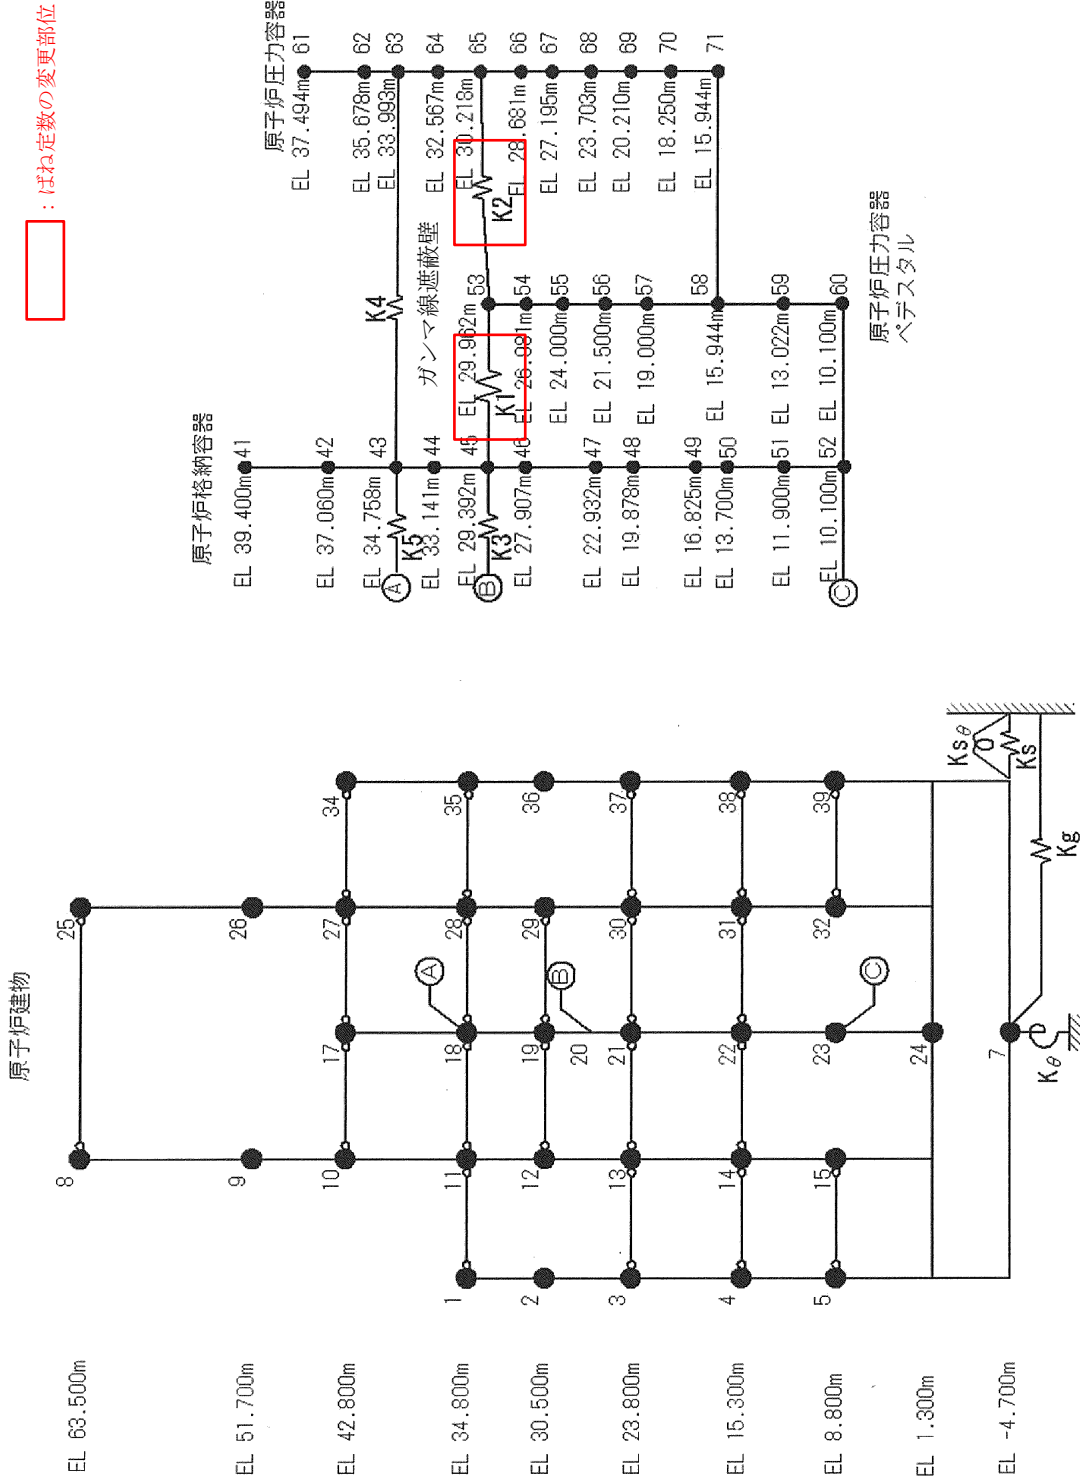 ：ばね定数の変更部位
原子炉建物
EL 63.500m
EL 51.700m
EL 42.800m
EL 34.800m
EL 30.500m
EL 23.800m
EL 15.300m
EL 8.800m
EL 1.300m
EL -4.700m
1
2
3
4
5
8
9
10
11
12
13
14
15
17
18
19
20
21
22
23
24
7
25
26
27
28
29
30
31
32
34
35
36
37
38
39
A
B
C
Kθ
Kg
Ks
Ksθ
原子炉格納容器
EL 39.400m 41
EL 37.060m 42
EL 34.758m 43
EL 33.141m 44
EL 29.392m 45
EL 27.907m 46
EL 22.932m 47
EL 19.878m 48
EL 16.825m 49
EL 13.700m 50
EL 11.900m 51
EL 10.100m 52
A
B
C
K5
K3
K4
K1
K2
ガンマ線遮蔽壁
EL 29.962m 53
EL 26.981m 54
EL 24.000m 55
EL 21.500m 56
EL 19.000m 57
EL 15.944m 58
EL 13.022m 59
EL 10.100m 60
原子炉圧力容器
ペデスタル
原子炉圧力容器
EL 37.494m 61
EL 35.678m 62
EL 33.993m 63
EL 32.567m 64
EL 30.218m 65
EL 28.681m 66
EL 27.195m 67
EL 23.703m 68
EL 20.210m 69
EL 18.250m 70
EL 15.944m 71